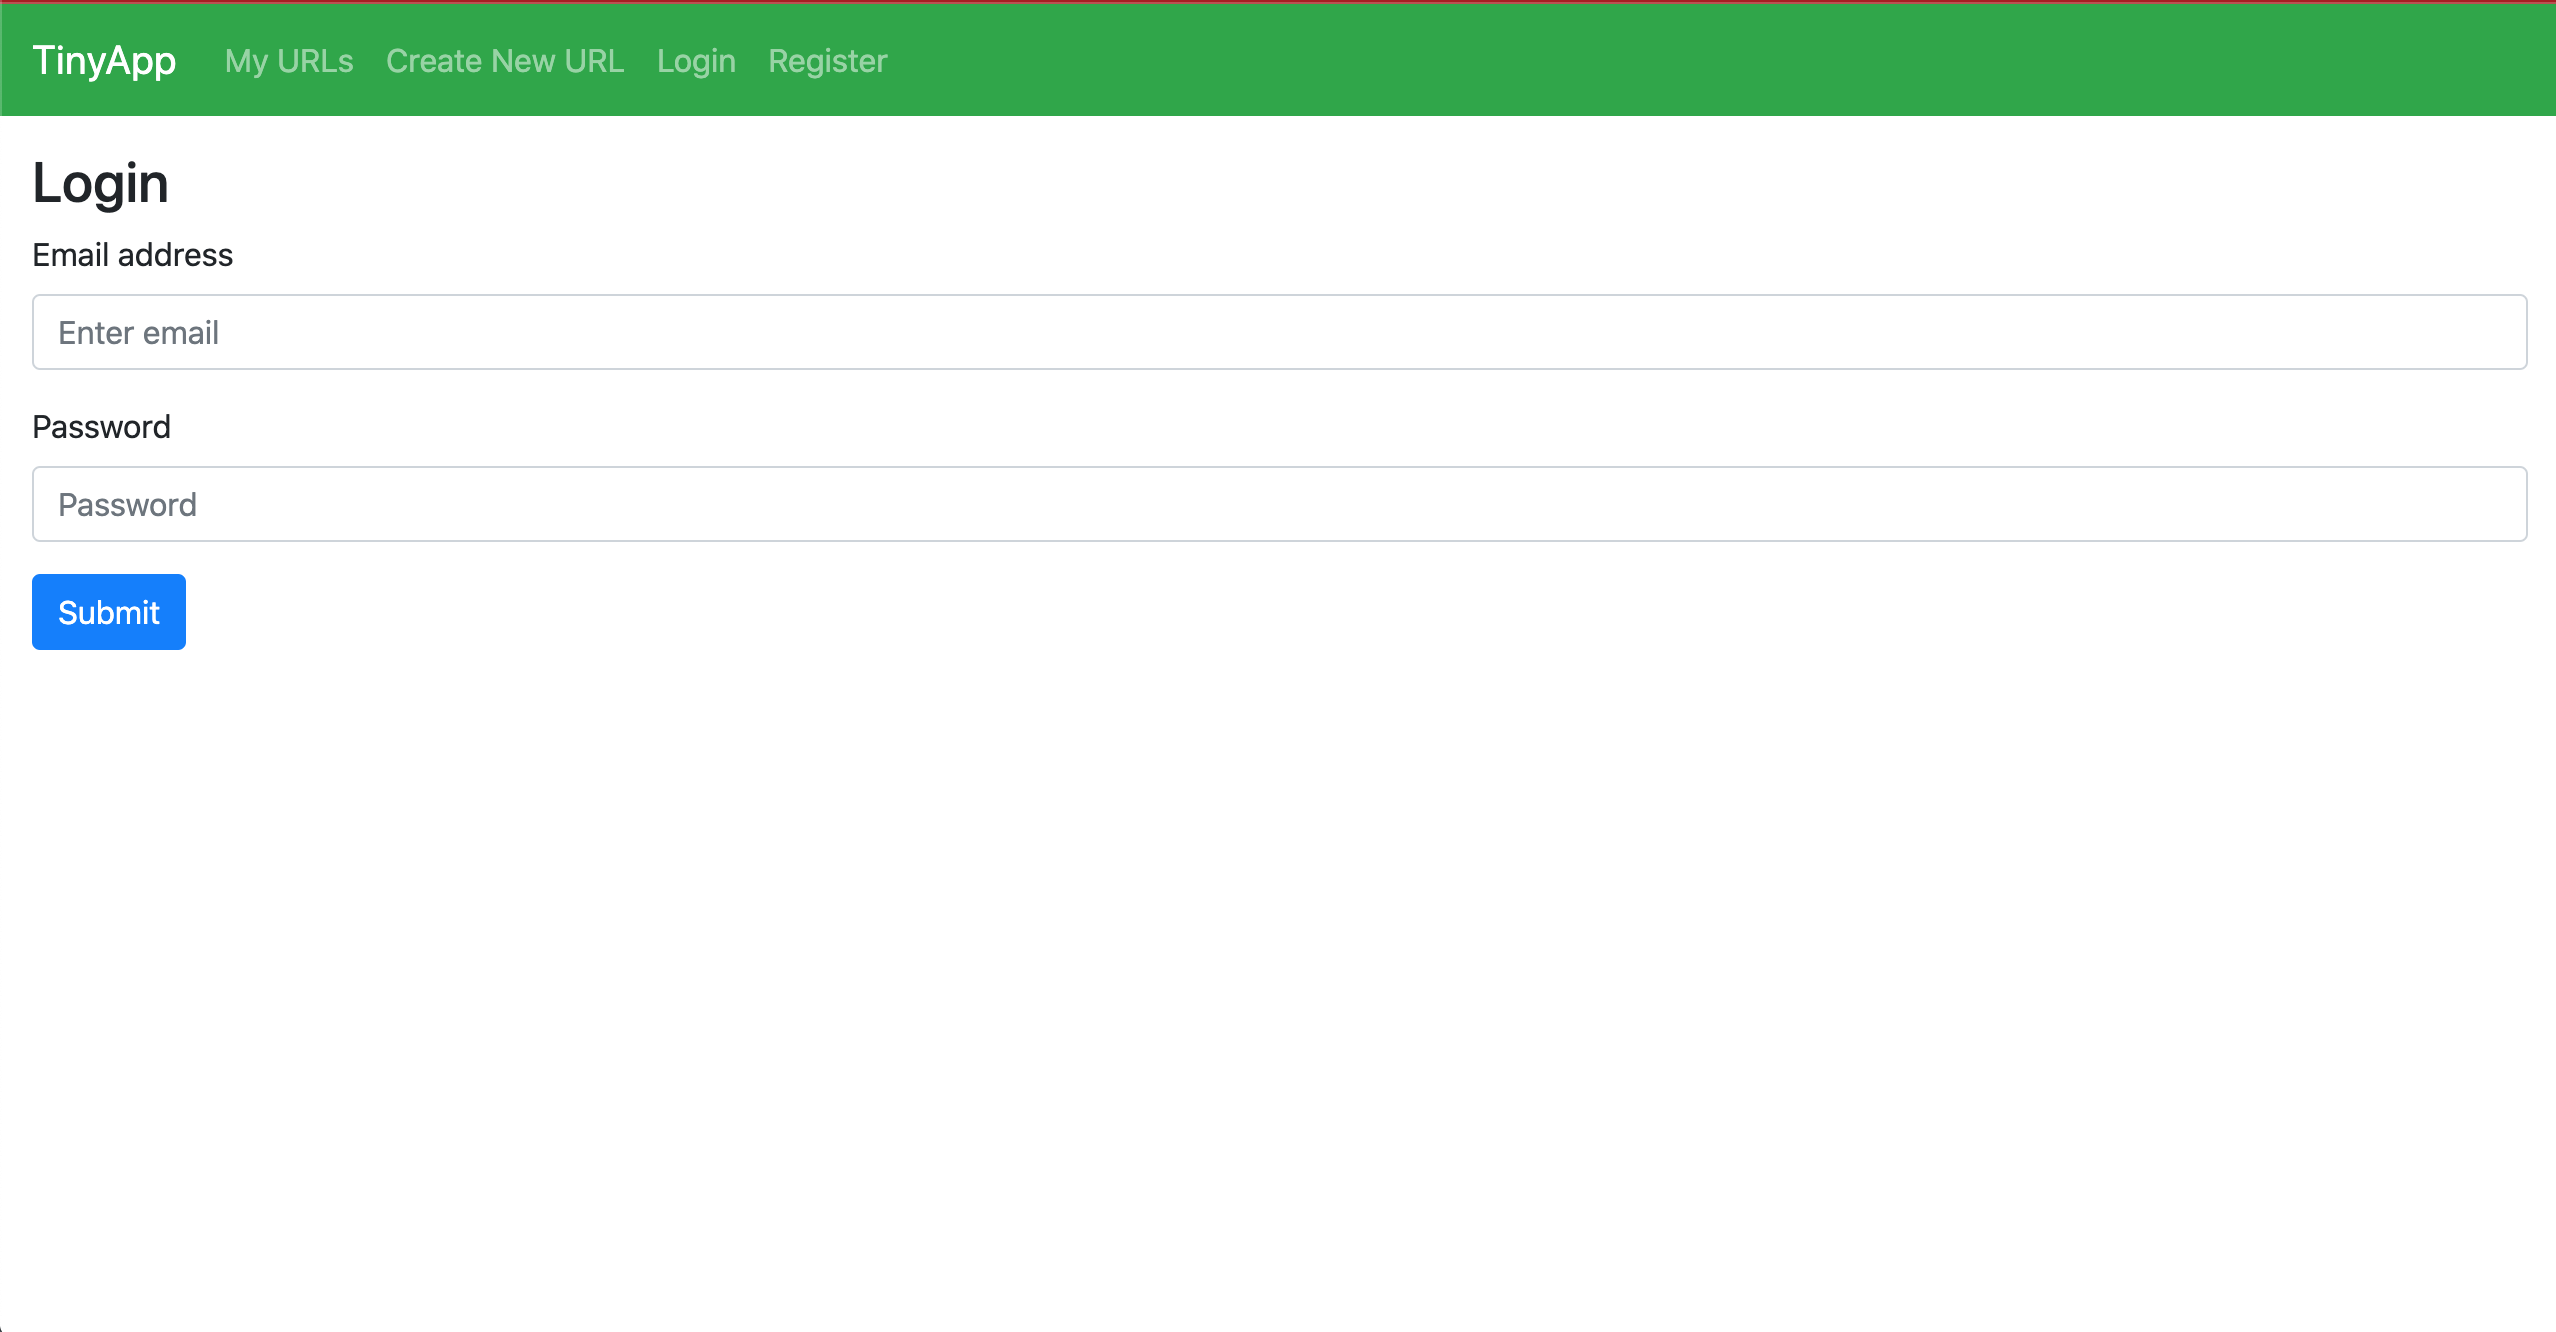 TinyApp My URLs Create New URL Login Register
Login
Email address
Enter email
Password
Password
Submit